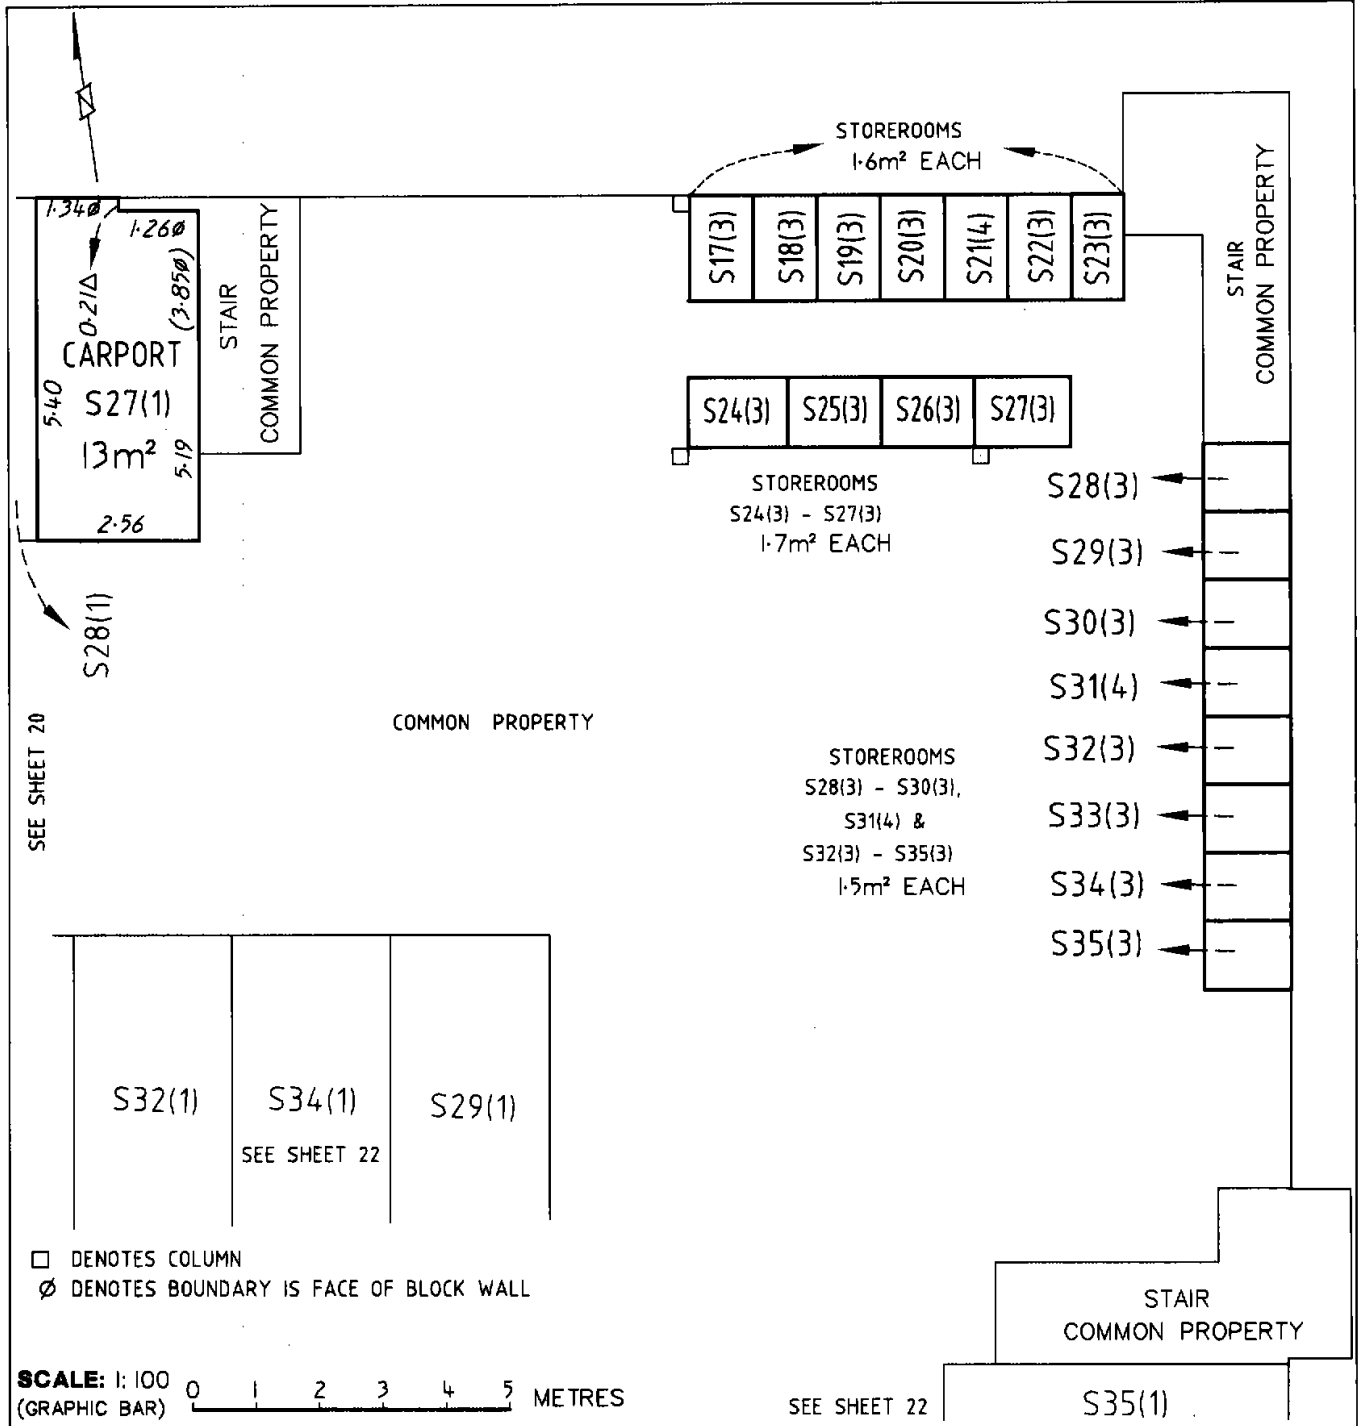 STOREROOMS
1·6m² EACH
STAIR
COMMON PROPERTY
1·34ø
1·26ø
0·21Δ
(3·85ø)
CARPORT
S27(1)
13m²
5·40
5·19
2·56
STAIR
COMMON PROPERTY
S17(3)
S18(3)
S19(3)
S20(3)
S21(4)
S22(3)
S23(3)
S24(3)
S25(3)
S26(3)
S27(3)
STOREROOMS
S24(3) - S27(3)
1·7m² EACH
S28(3)
S29(3)
S30(3)
S31(4)
S32(3)
S33(3)
S34(3)
S35(3)
S28(1)
SEE SHEET 20
COMMON PROPERTY
STOREROOMS
S28(3) - S30(3),
S31(4) &
S32(3) - S35(3)
1·5m² EACH
S32(1)
S34(1)
S29(1)
SEE SHEET 22
□ DENOTES COLUMN
ø DENOTES BOUNDARY IS FACE OF BLOCK WALL
STAIR
COMMON PROPERTY
SCALE: 1:100
(GRAPHIC BAR)
0 1 2 3 4 5 METRES
SEE SHEET 22
S35(1)